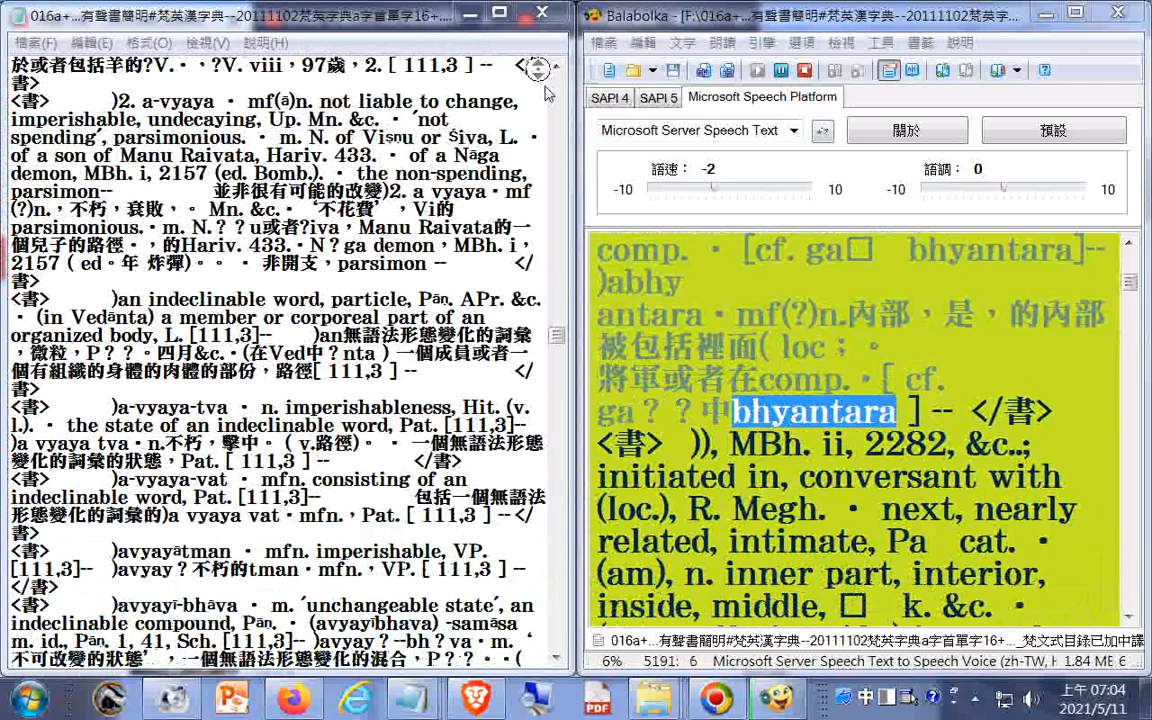 016a+...有聲書簡明#梵英漢字典--20111102梵英字典a字首單字16+...
檔案(F) 編輯(E) 格式(O) 檢視(V) 說明(H)
於或者包括羊的?V.‧，?V. viii，97歲，2. [ 111,3 ] -- </
書>
<書> )2. a-vyaya ‧ mf(ā)n. not liable to change,
imperishable, undecaying, Up. Mn. &c. ‧ 'not
spending', parsimonious. ‧ m. N. of Viṣṇu or Śiva, L. ‧
of a son of Manu Raivata, Hariv. 433. ‧ of a Nāga
demon, MBh. i, 2157 (ed. Bomb.). ‧ the non-spending,
parsimon-- 並非很有可能的改變)2. a vyaya‧mf
(?)n.，不朽，衰敗，。 Mn. &c.‧‘不花費’，Vi的
parsimonious.‧m. N.？？u或者?iva，Manu Raivata的一
個兒子的路徑‧，的Hariv. 433.‧N？ga demon，MBh. i，
2157 ( ed。年 炸彈)。。‧非開支，parsimon -- </
書>
<書> )an indeclinable word, particle, Pāṇ. APr. &c.
‧ (in Vedānta) a member or corporeal part of an
organized body, L. [111,3]-- )an無語法形態變化的詞彙
，微粒，P？？。四月&c.‧(在Ved中？nta ) 一個成員或者一
個有組織的身體的肉體的部份，路徑[ 111,3 ] -- </
書>
<書> )a-vyaya-tva ‧ n. imperishableness, Hit. (v.
l.). ‧ the state of an indeclinable word, Pat. [111,3]--
)a vyaya tva‧n.不朽，擊中。 ( v.路徑)。‧一個無語法形態
變化的詞彙的狀態，Pat. [ 111,3 ] -- </書>
<書> )a-vyaya-vat ‧ mfn. consisting of an
indeclinable word, Pat. [111,3]-- 包括一個無語法
形態變化的詞彙的)a vyaya vat‧mfn.，Pat. [ 111,3 ] -- </
書>
<書> )avyayātman ‧ mfn. imperishable, VP.
[111,3]-- )avyay？不朽的tman‧mfn.，VP. [ 111,3 ] --
</書>
<書> )avyayī-bhāva ‧ m. 'unchangeable state', an
indeclinable compound, Pāṇ. ‧ (avyayībhava) -samāsa
m. id., Pāṇ. 1, 41, Sch. [111,3]-- )avyay？--bh？va‧m.‘
不可改變的狀態’，一個無語法形態變化的混合，P？？。‧(
Balabolka - [F:\016a+...有聲書簡明#梵英漢字典--20111102梵英字...
檔案 編輯 文字 朗讀 引擎 選項 檢視 工具 書籤 說明
SAPI 4 SAPI 5 Microsoft Speech Platform
Microsoft Server Speech Text 關於 預設
語速： -2 語調： 0
-10 10 -10 10
comp. ‧ [cf. ga□ bhyantara]--
)abhy
antara‧mf(?)n.內部，是，的內部
被包括裡面( loc；。
將軍或者在comp.‧[ cf.
ga？？中bhyantara ] -- </書>
<書> )), MBh. ii, 2282, &c.;
initiated in, conversant with
(loc.), R. Megh. ‧ next, nearly
related, intimate, Pa cat. ‧
(am), n. inner part, interior,
inside, middle, □ k. &c. ‧
016a+...有聲書簡明#梵英漢字典--20111102梵英字典a字首單字16+..._梵文式目錄已加中譯
6% 5191: 6 Microsoft Server Speech Text to Speech Voice (zh-TW, H 1.84 MB 6
中
上午 07:04
2021/5/11